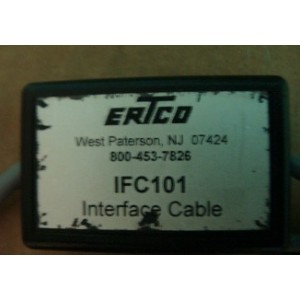 ERTCO
West Paterson, NJ 07424
800-453-7826
IFC101
Interface Cable